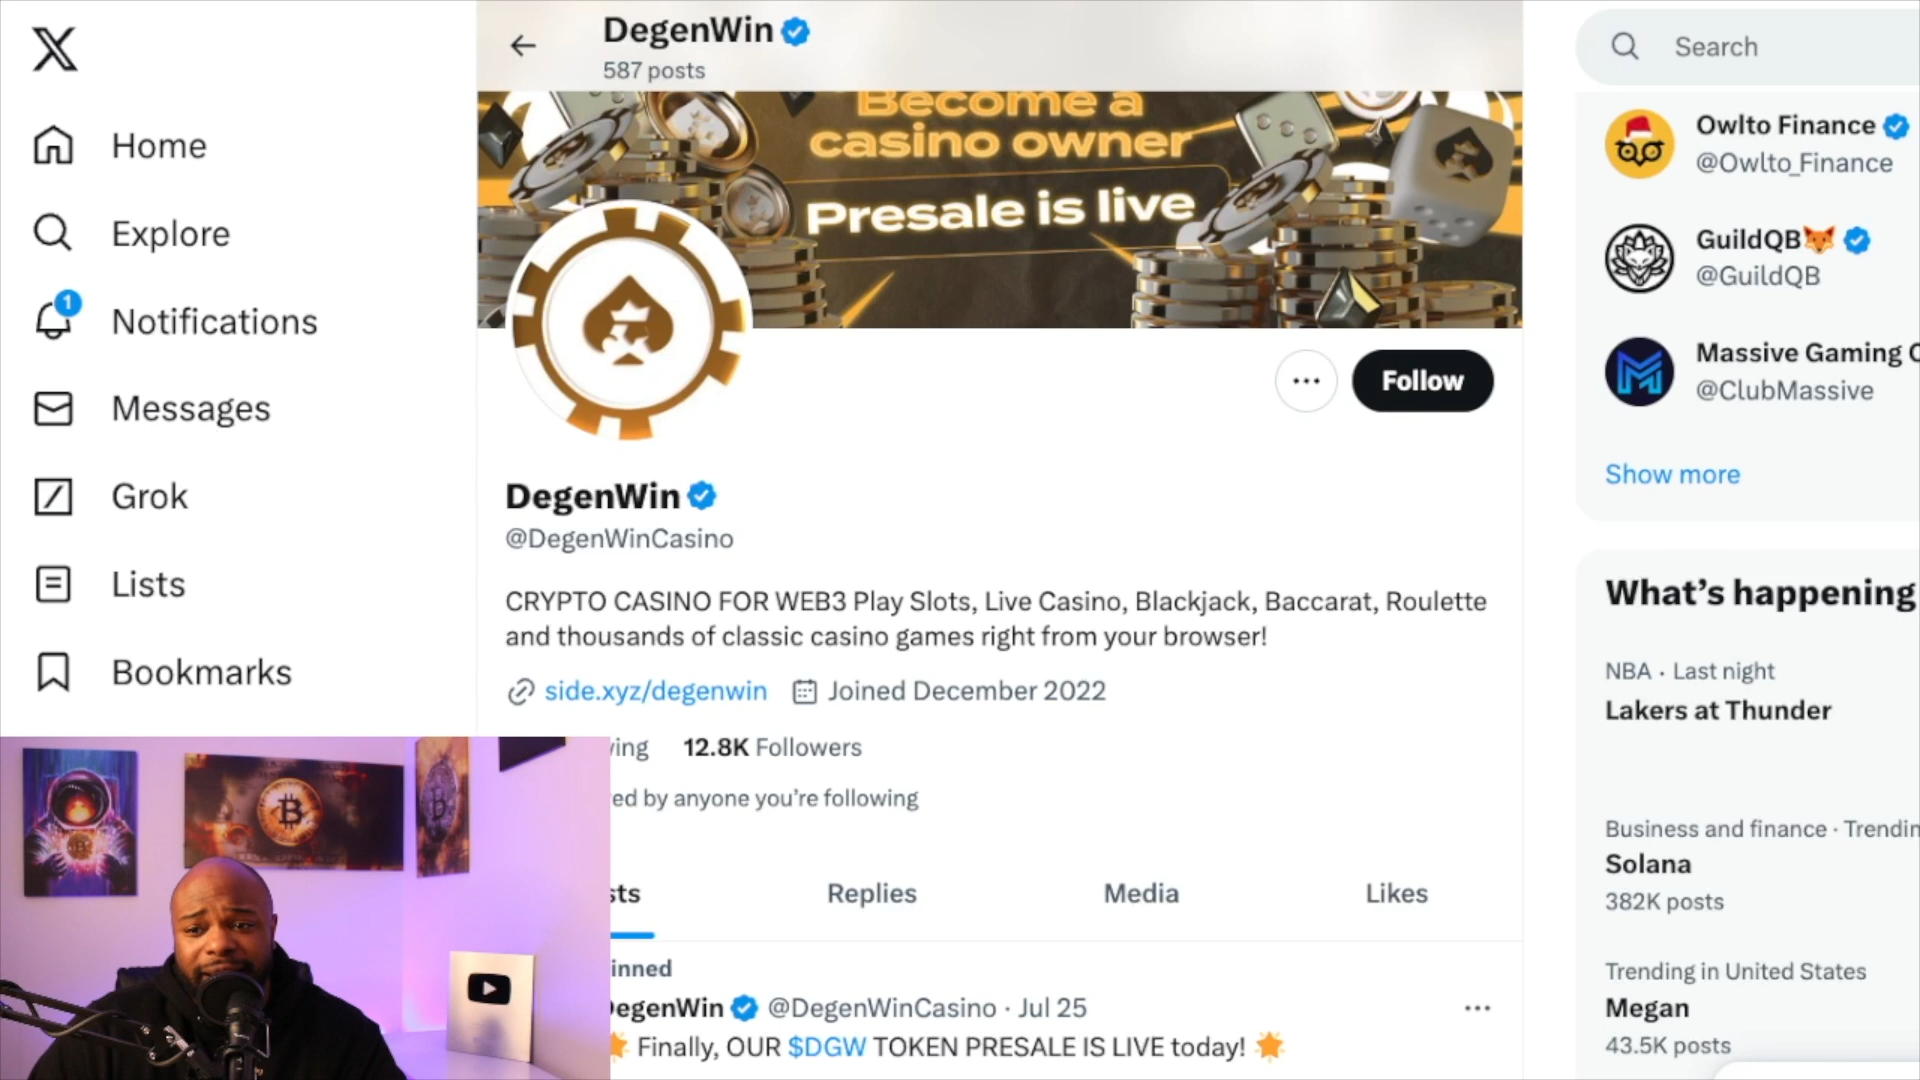 Home
Explore
1
Notifications
Messages
Grok
Lists
Bookmarks
DegenWin
587 posts
Become a
casino owner
Presale is live
Follow
DegenWin
@DegenWinCasino
CRYPTO CASINO FOR WEB3 Play Slots, Live Casino, Blackjack, Baccarat, Roulette
and thousands of classic casino games right from your browser!
side.xyz/degenwin Joined December 2022
ving 12.8K Followers
ed by anyone you're following
sts Replies Media Likes
inned
DegenWin @DegenWinCasino · Jul 25
Finally, OUR $DGW TOKEN PRESALE IS LIVE today!
Search
Owlto Finance
@Owlto_Finance
GuildQB
@GuildQB
Massive Gaming C
@ClubMassive
Show more
What's happening
NBA · Last night
Lakers at Thunder
Business and finance · Trendin
Solana
382K posts
Trending in United States
Megan
43.5K posts